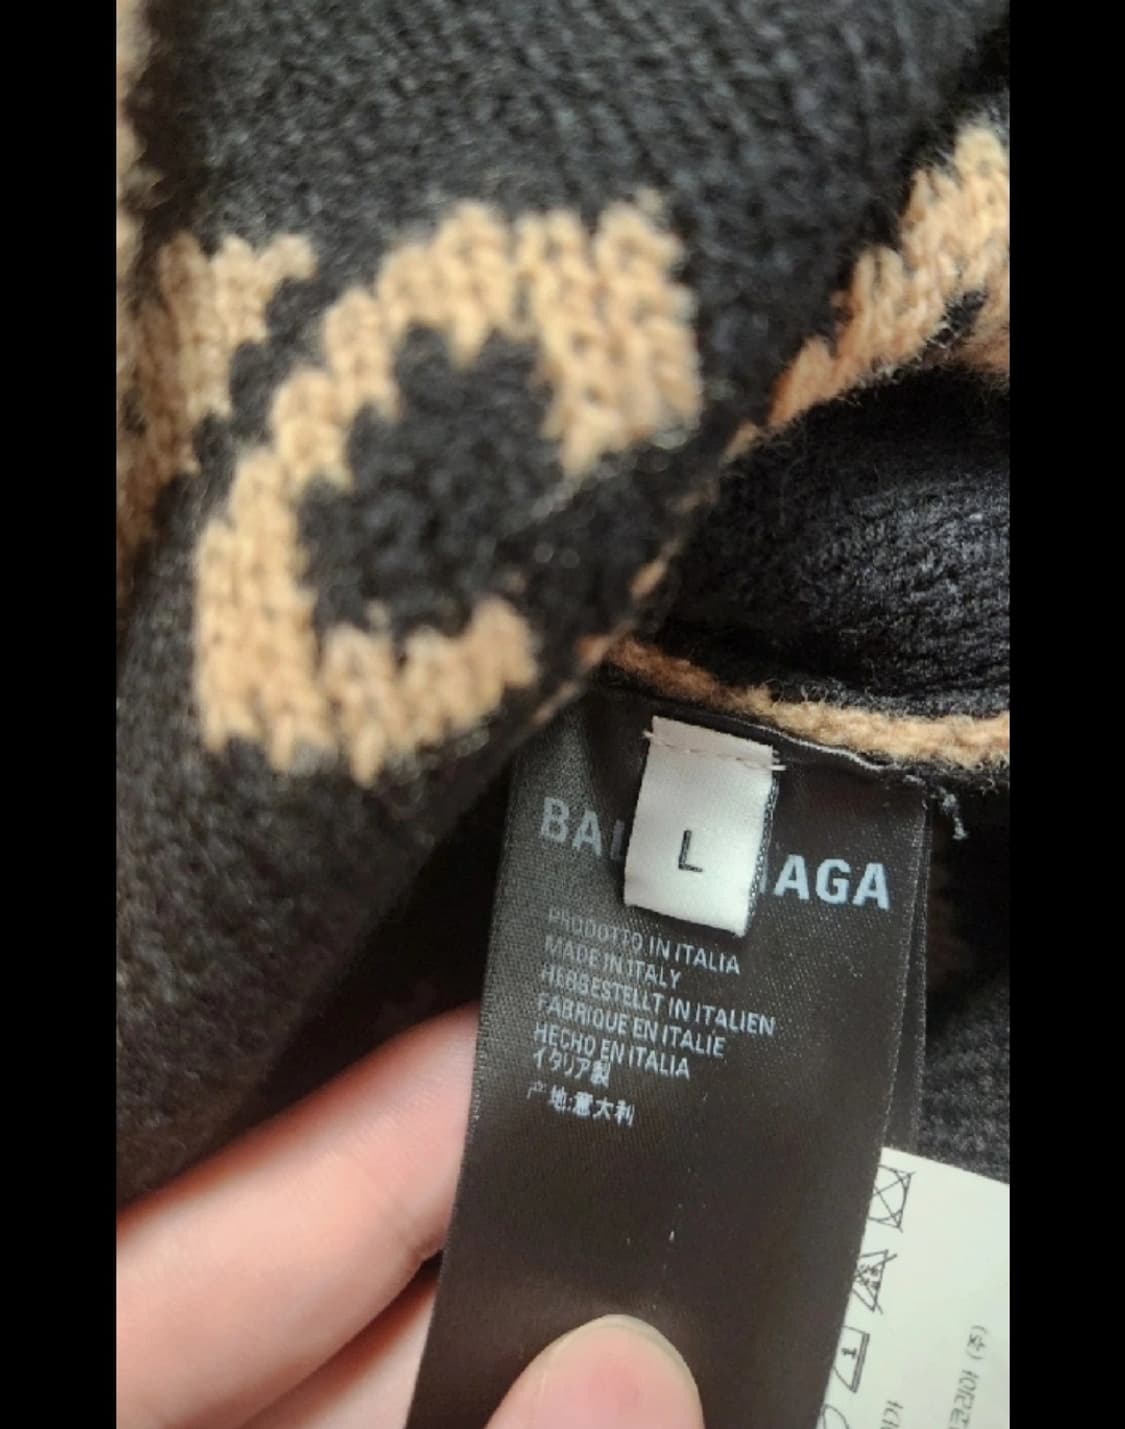 L
BAL AGA
PRODOTTO IN ITALIA
MADE IN ITALY
HERGESTELLT IN ITALIEN
FABRIQUE EN ITALIE
HECHO EN ITALIA
イタリア製
产地:意大利